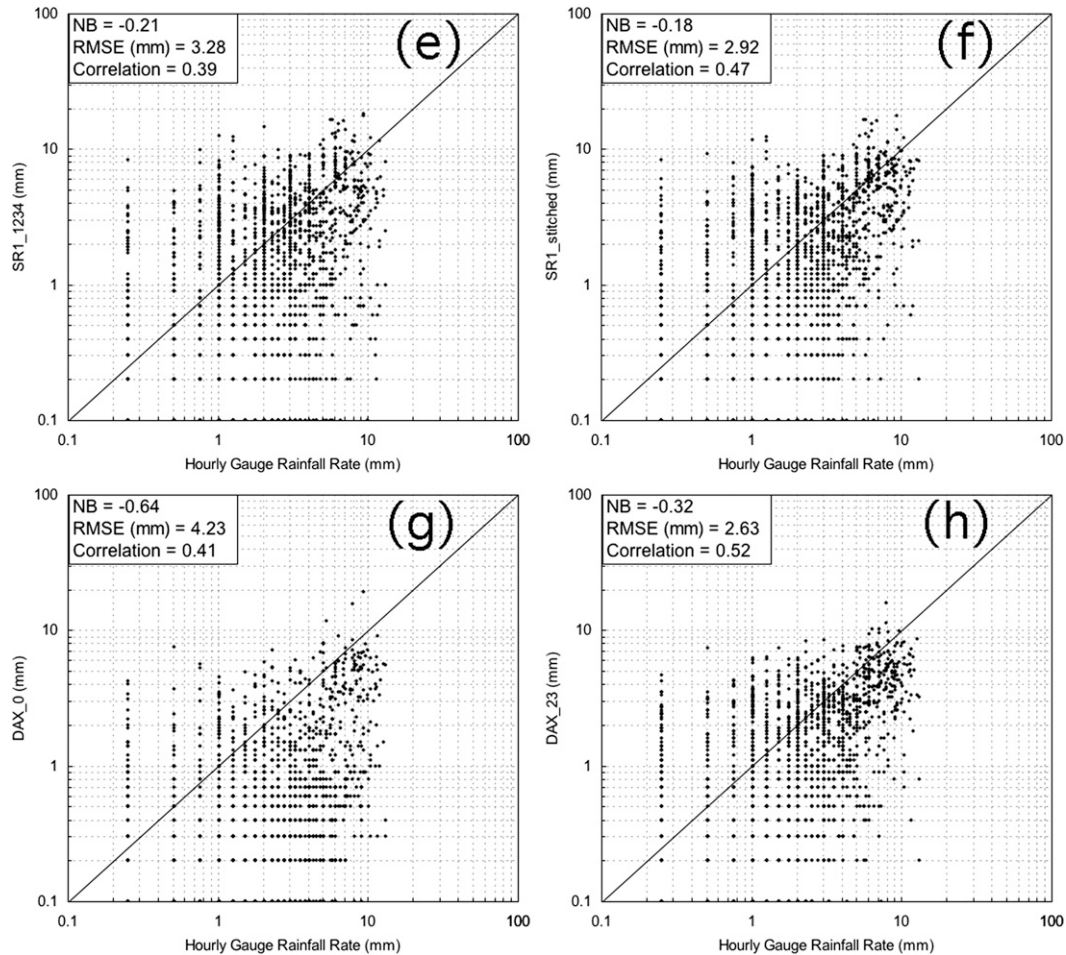 100
NB = -0.21
RMSE (mm) = 3.28
Correlation = 0.39
(e)
10
SR1_1234 (mm)
1
0.1
0.1 1 10 100
Hourly Gauge Rainfall Rate (mm)
100
NB = -0.18
RMSE (mm) = 2.92
Correlation = 0.47
(f)
10
SR1_stitched (mm)
1
0.1
0.1 1 10 100
Hourly Gauge Rainfall Rate (mm)
100
NB = -0.64
RMSE (mm) = 4.23
Correlation = 0.41
(g)
10
DAX_0 (mm)
1
0.1
0.1 1 10 100
Hourly Gauge Rainfall Rate (mm)
100
NB = -0.32
RMSE (mm) = 2.63
Correlation = 0.52
(h)
10
DAX_23 (mm)
1
0.1
0.1 1 10 100
Hourly Gauge Rainfall Rate (mm)